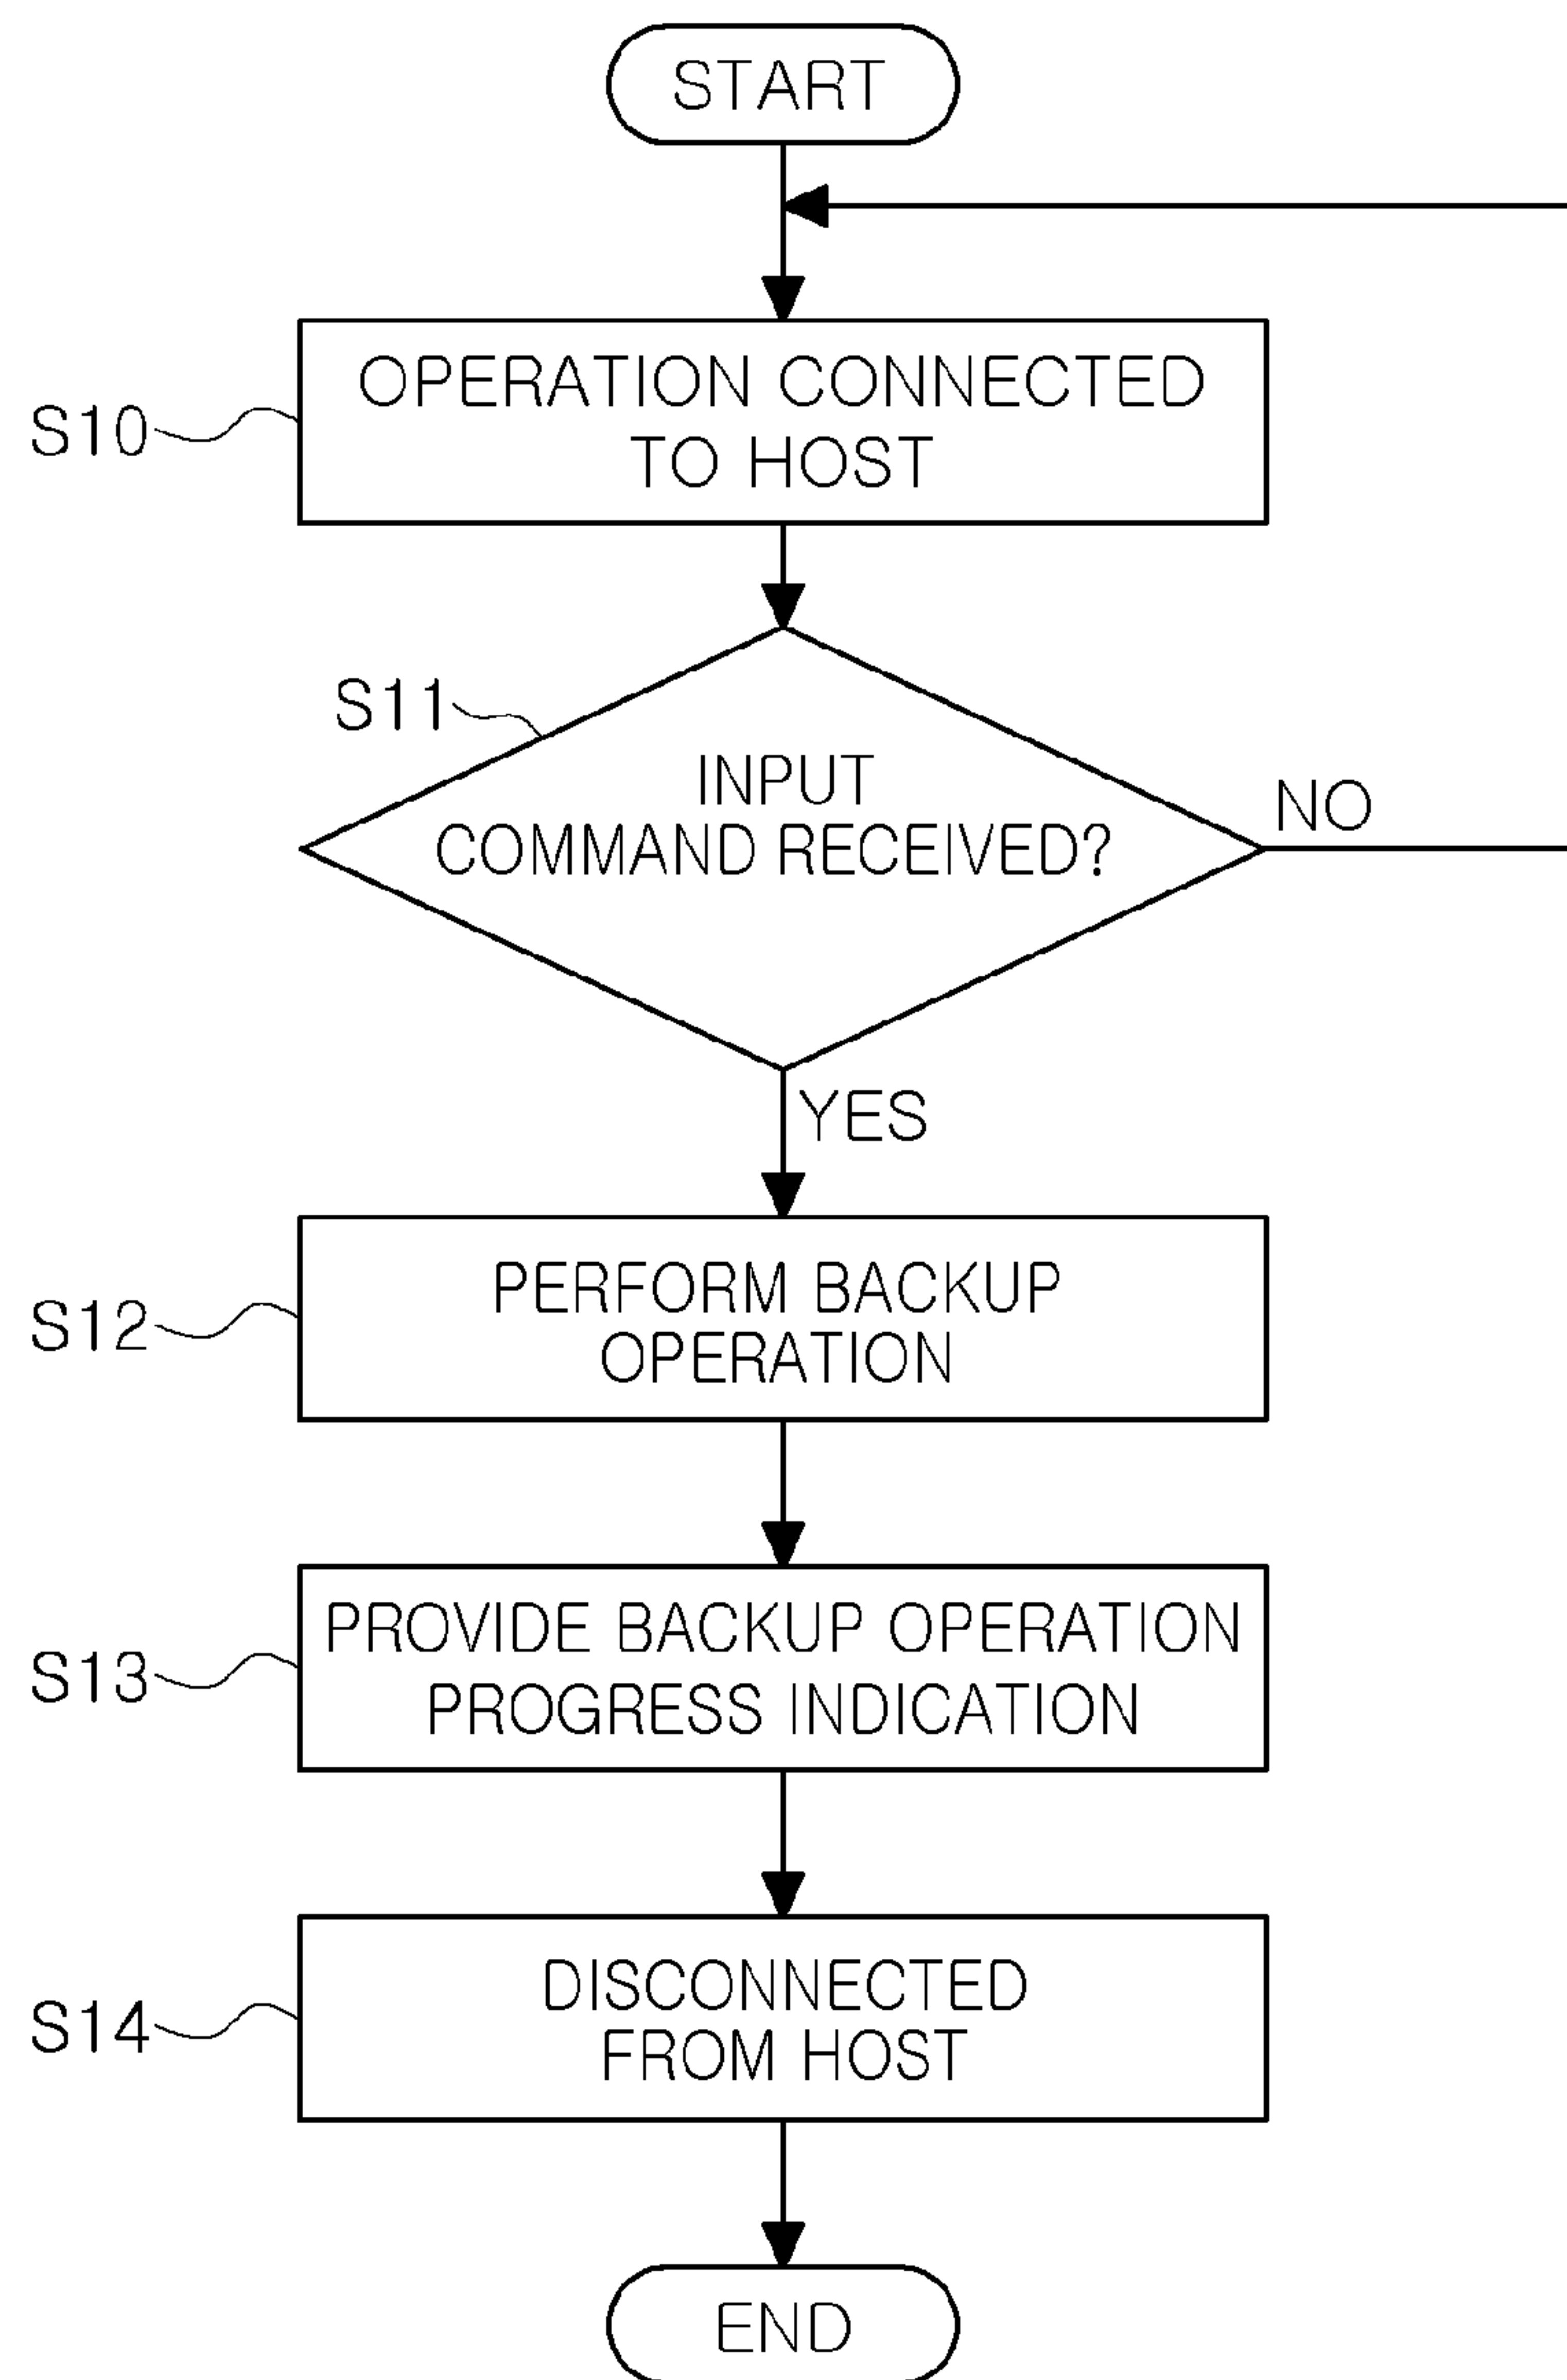 START
OPERATION CONNECTED
TO HOST
S10
S11
INPUT
COMMAND RECEIVED?
NO
YES
PERFORM BACKUP
OPERATION
S12
PROVIDE BACKUP OPERATION
PROGRESS INDICATION
S13
DISCONNECTED
FROM HOST
S14
END